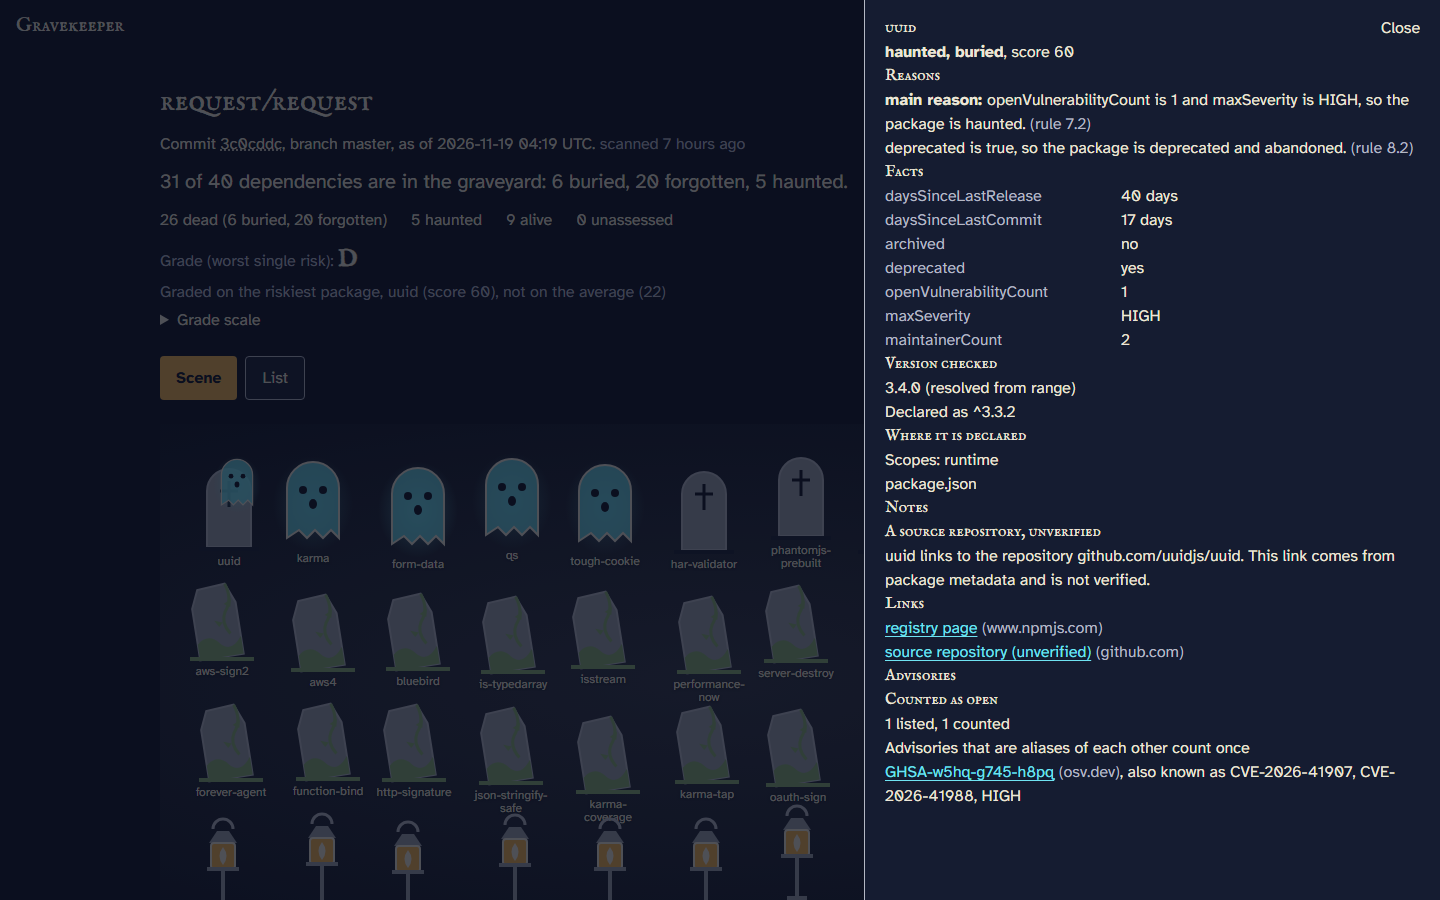 Gravekeeper
request/request
Commit 3c0cddc, branch master, as of 2026-11-19 04:19 UTC. scanned 7 hours ago
31 of 40 dependencies are in the graveyard: 6 buried, 20 forgotten, 5 haunted.
26 dead (6 buried, 20 forgotten) 5 haunted 9 alive 0 unassessed
Grade (worst single risk): D
Graded on the riskiest package, uuid (score 60), not on the average (22)
Grade scale
Scene List
uuid karma form-data qs tough-cookie har-validator phantomjs-
prebuilt
aws-sign2 aws4 bluebird is-typedarray isstream performance-
now server-destroy
forever-agent function-bind http-signature json-stringify-
safe karma-
coverage karma-tap oauth-sign
uuid Close
haunted, buried, score 60
Reasons
main reason: openVulnerabilityCount is 1 and maxSeverity is HIGH, so the
package is haunted. (rule 7.2)
deprecated is true, so the package is deprecated and abandoned. (rule 8.2)
Facts
daysSinceLastRelease 40 days
daysSinceLastCommit 17 days
archived no
deprecated yes
openVulnerabilityCount 1
maxSeverity HIGH
maintainerCount 2
Version checked
3.4.0 (resolved from range)
Declared as ^3.3.2
Where it is declared
Scopes: runtime
package.json
Notes
A source repository, unverified
uuid links to the repository github.com/uuidjs/uuid. This link comes from
package metadata and is not verified.
Links
registry page (www.npmjs.com)
source repository (unverified) (github.com)
Advisories
Counted as open
1 listed, 1 counted
Advisories that are aliases of each other count once
GHSA-w5hq-g745-h8pq (osv.dev), also known as CVE-2026-41907, CVE-
2026-41988, HIGH